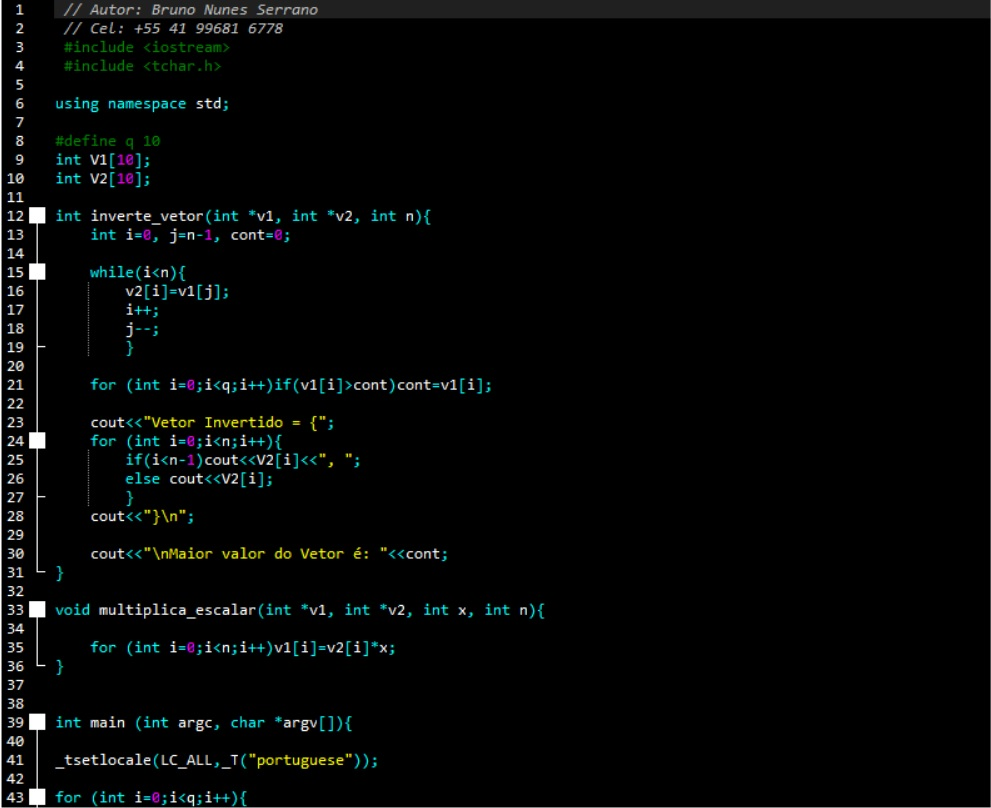 1 // Autor: Bruno Nunes Serrano
2 // Cel: +55 41 99681 6778
3 #include <iostream>
4 #include <tchar.h>
5
6 using namespace std;
7
8 #define q 10
9 int V1[10];
10 int V2[10];
11
12 int inverte_vetor(int *v1, int *v2, int n){
13 int i=0, j=n-1, cont=0;
14
15 while(i<n){
16 v2[i]=v1[j];
17 i++;
18 j--;
19 }
20
21 for (int i=0;i<q;i++)if(v1[i]>cont)cont=v1[i];
22
23 cout<<"Vetor Invertido = {";
24 for (int i=0;i<n;i++){
25 if(i<n-1)cout<<V2[i]<<", ";
26 else cout<<V2[i];
27 }
28 cout<<"}\n";
29
30 cout<<"\nMaior valor do Vetor é: "<<cont;
31 }
32
33 void multiplica_escalar(int *v1, int *v2, int x, int n){
34
35 for (int i=0;i<n;i++)v1[i]=v2[i]*x;
36 }
37
38
39 int main (int argc, char *argv[]){
40
41 _tsetlocale(LC_ALL,_T("portuguese"));
42
43 for (int i=0;i<q;i++){